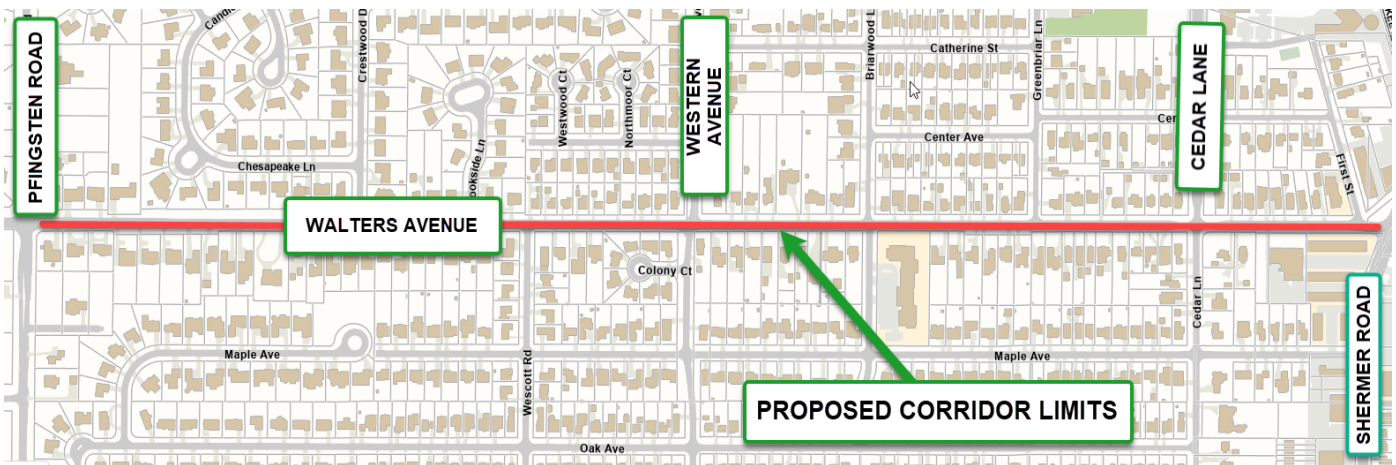 PFINGSTEN ROAD
Crestwood D
Westwood Ct
Northmoor Ct
WESTERN
AVENUE
Briarwood L
Catherine St
Greenbriar Ln
CEDAR LANE
Center Ave
Cen
Chesapeake Ln
ookside Ln
First St
WALTERS AVENUE
Colony Ct
Cedar Ln
SHERMER ROAD
Maple Ave
Maple Ave
Wescott Rd
PROPOSED CORRIDOR LIMITS
Oak Ave